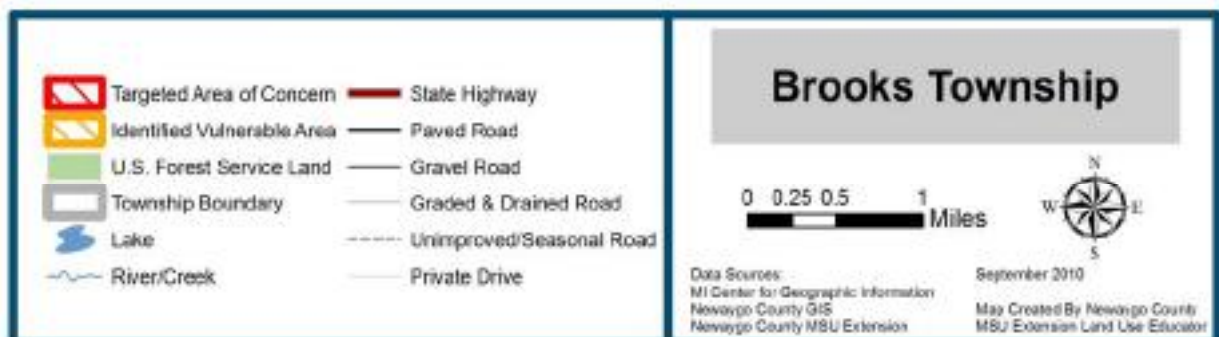 Targeted Area of Concern
Identified Vulnerable Area
U.S. Forest Service Land
Township Boundary
Lake
River/Creek
State Highway
Paved Road
Gravel Road
Graded & Drained Road
Unimproved/Seasonal Road
Private Drive
Brooks Township
0 0.25 0.5 1
Miles
N
W E
S
Data Sources:
MI Center for Geographic Information
Newaygo County GIS
Newaygo County MSU Extension
September 2010
Map Created By Newaygo County
MSU Extension Land Use Educator